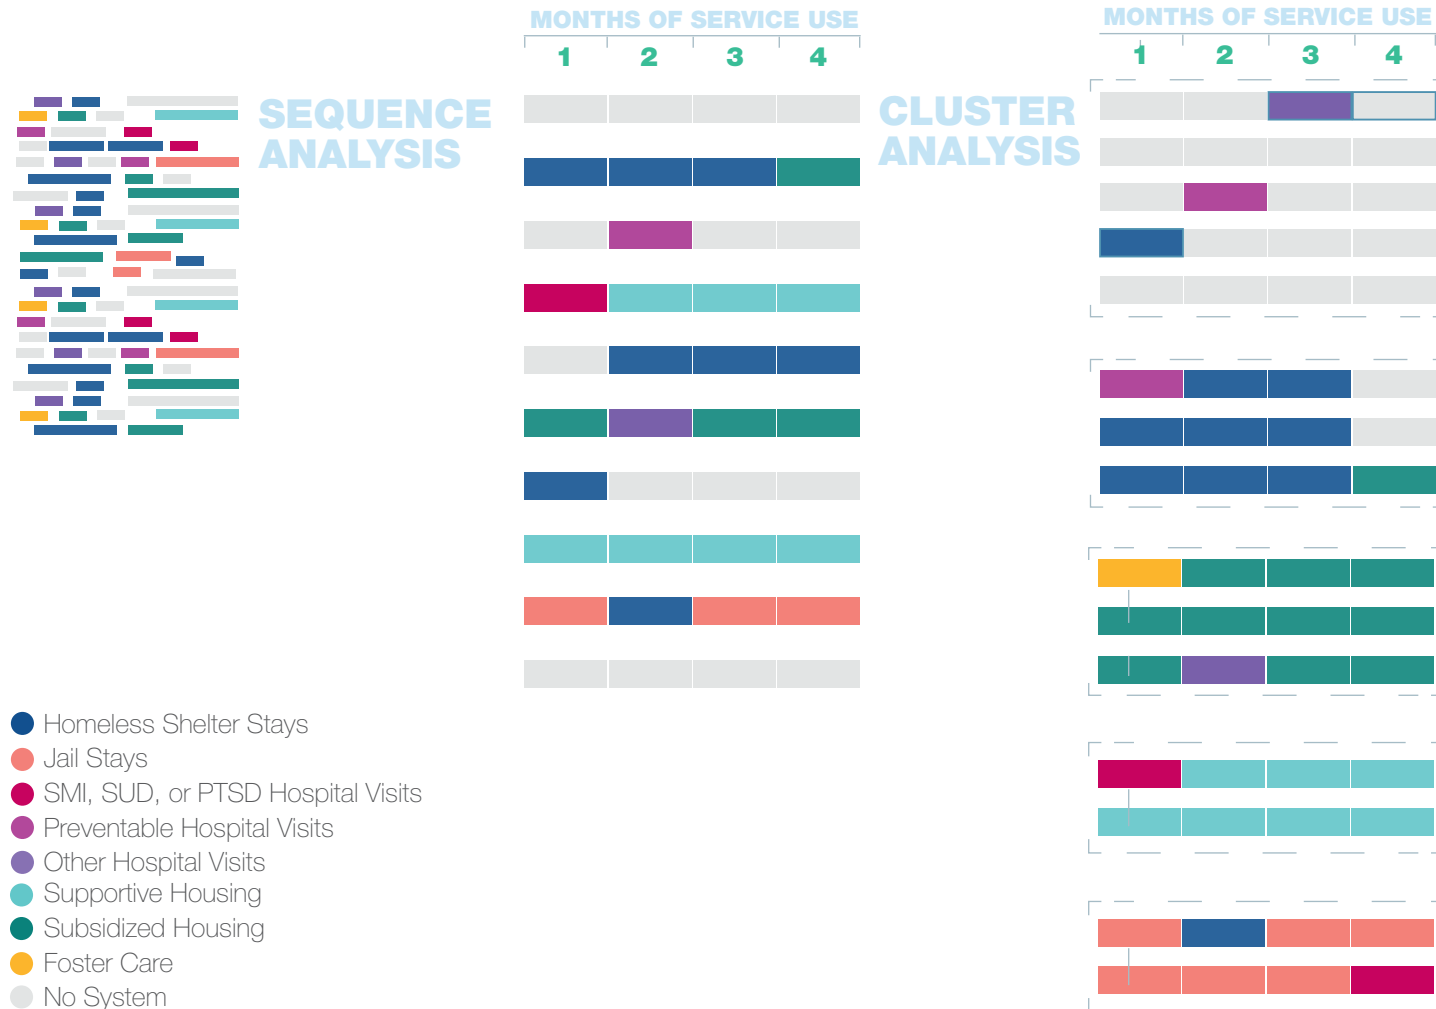 MONTHS OF SERVICE USE
1 2 3 4
MONTHS OF SERVICE USE
1 2 3 4
SEQUENCE
ANALYSIS
CLUSTER
ANALYSIS
Homeless Shelter Stays
Jail Stays
SMI, SUD, or PTSD Hospital Visits
Preventable Hospital Visits
Other Hospital Visits
Supportive Housing
Subsidized Housing
Foster Care
No System